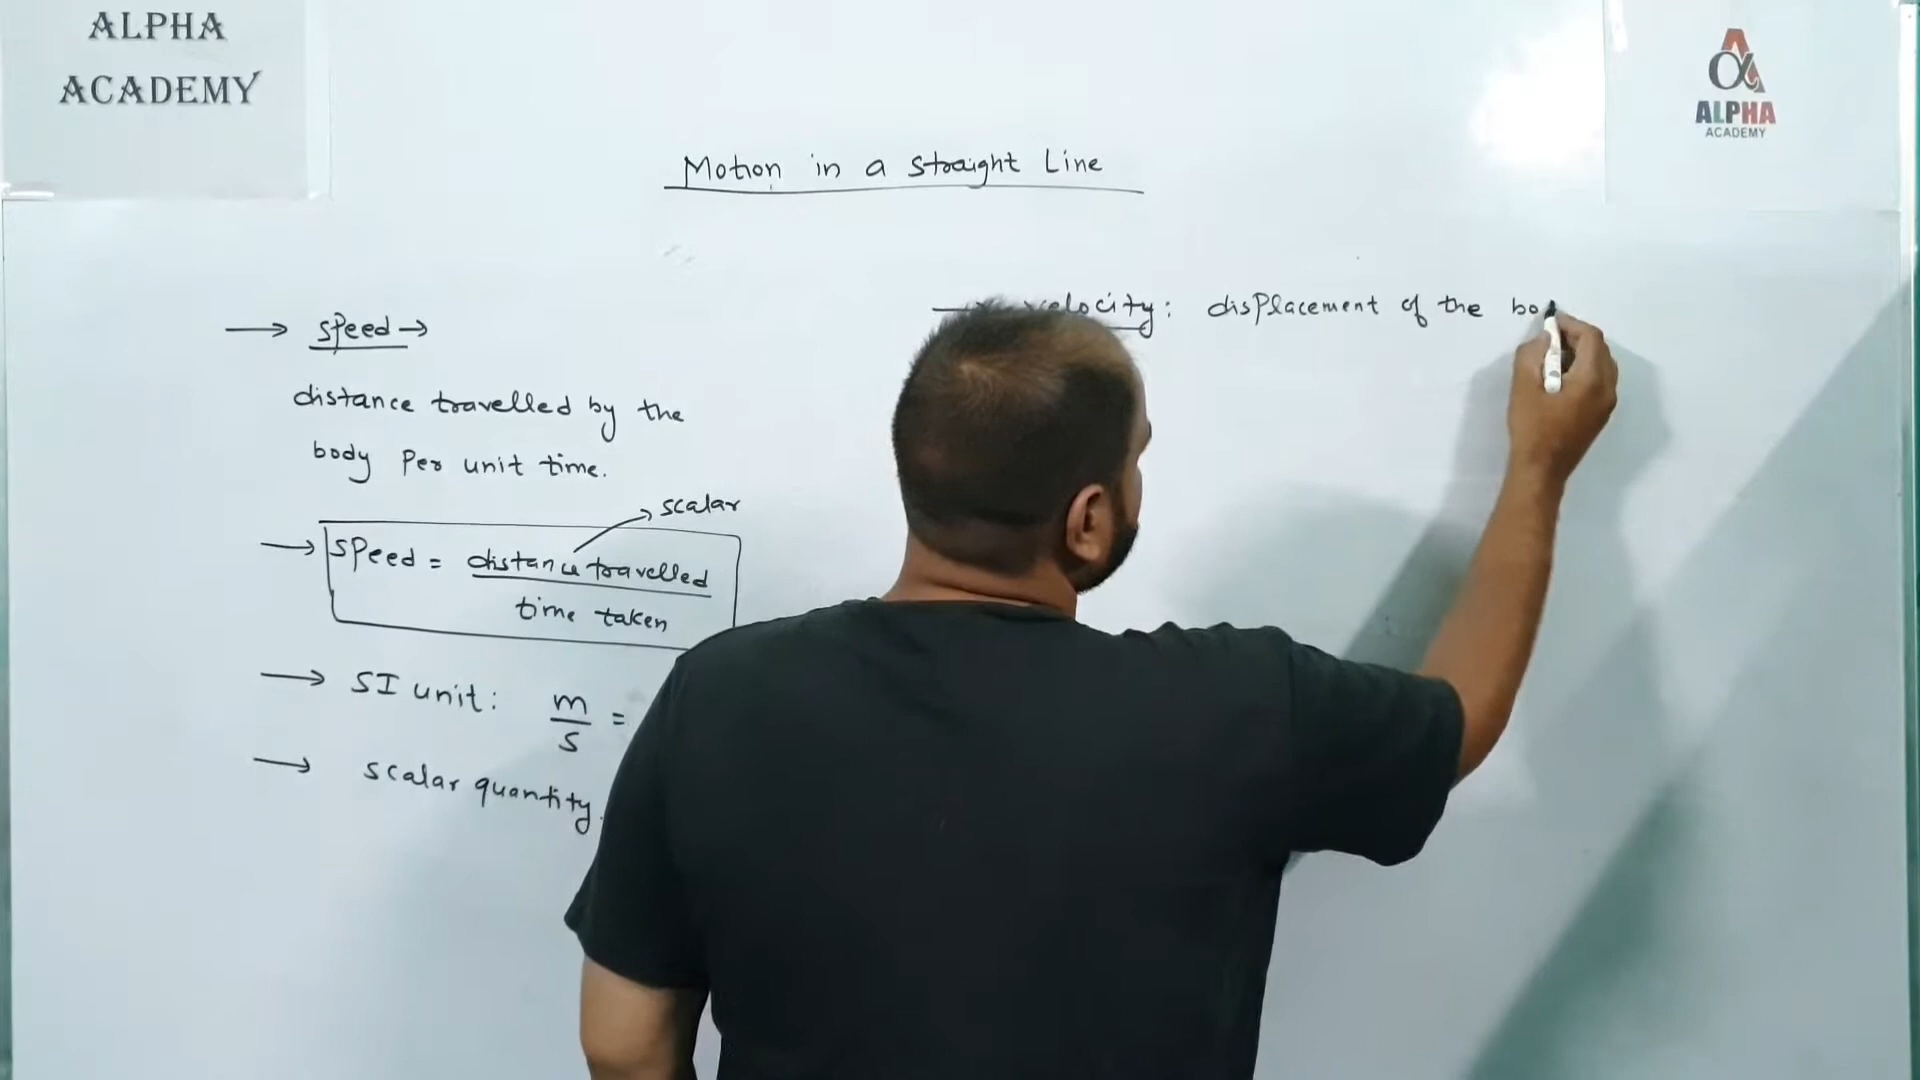 ALPHA
ACADEMY
ALPHA
ACADEMY
Motion in a straight Line
→ speed →
distance travelled by the
body Per unit time.
→ scalar
→ speed = distance travelled
time taken
→ SI unit: m/s =
→ scalar quantity.
velocity: displacement of the bo